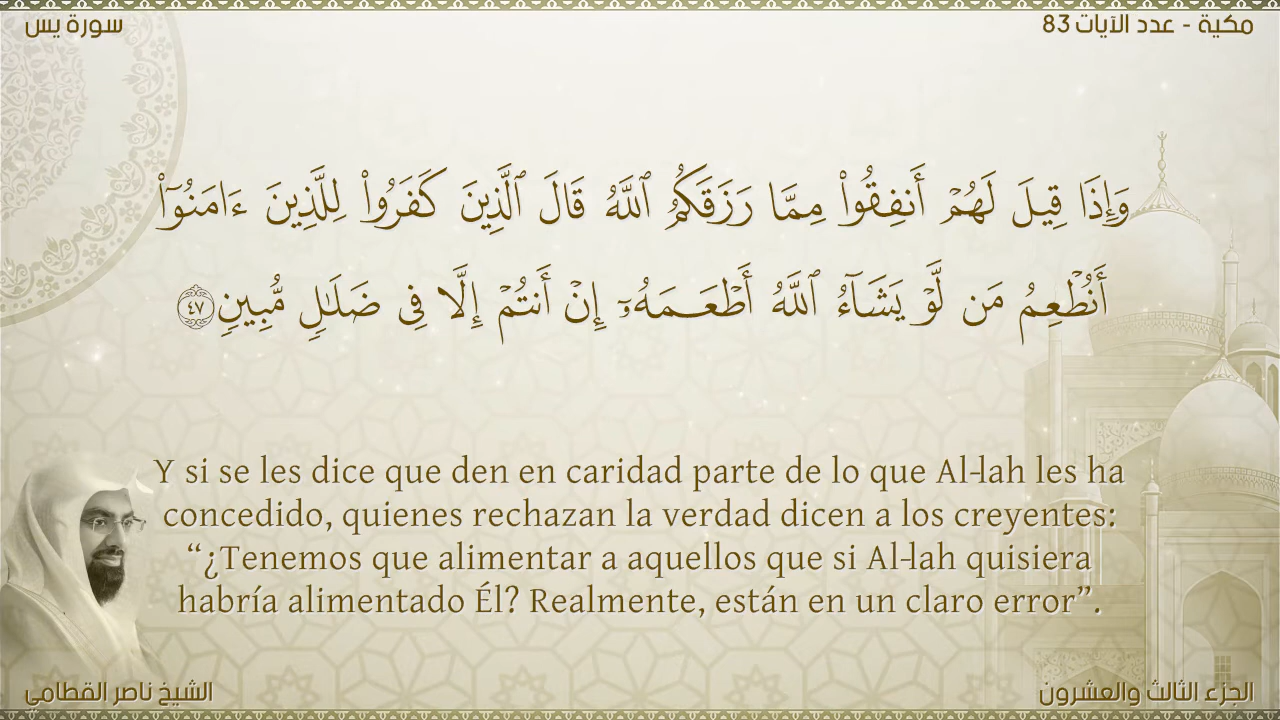 سورة يس
مكية - عدد الآيات 83
وَإِذَا قِيلَ لَهُمۡ أَنفِقُواْ مِمَّا رَزَقَكُمُ ٱللَّهُ قَالَ ٱلَّذِينَ كَفَرُواْ لِلَّذِينَ ءَامَنُوٓاْ
أَنُطۡعِمُ مَن لَّوۡ يَشَآءُ ٱللَّهُ أَطۡعَمَهُۥٓ إِنۡ أَنتُمۡ إِلَّا فِي ضَلَٰلٖ مُّبِينٖ ٤٧
Y si se les dice que den en caridad parte de lo que Al-lah les ha
concedido, quienes rechazan la verdad dicen a los creyentes:
“¿Tenemos que alimentar a aquellos que si Al-lah quisiera
habría alimentado Él? Realmente, están en un claro error”.
الشيخ ناصر القطامي
الجزء الثالث والعشرون